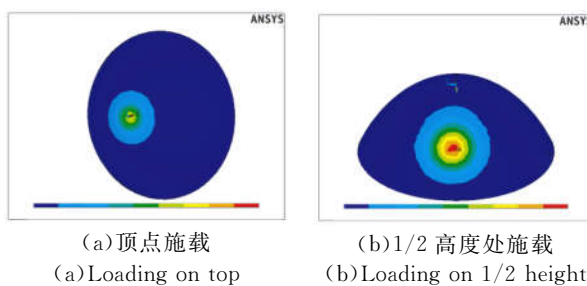 ANSYS
ANSYS
(a)顶点施载
(b)1/2 高度处施载
(a)Loading on top
(b)Loading on 1/2 height